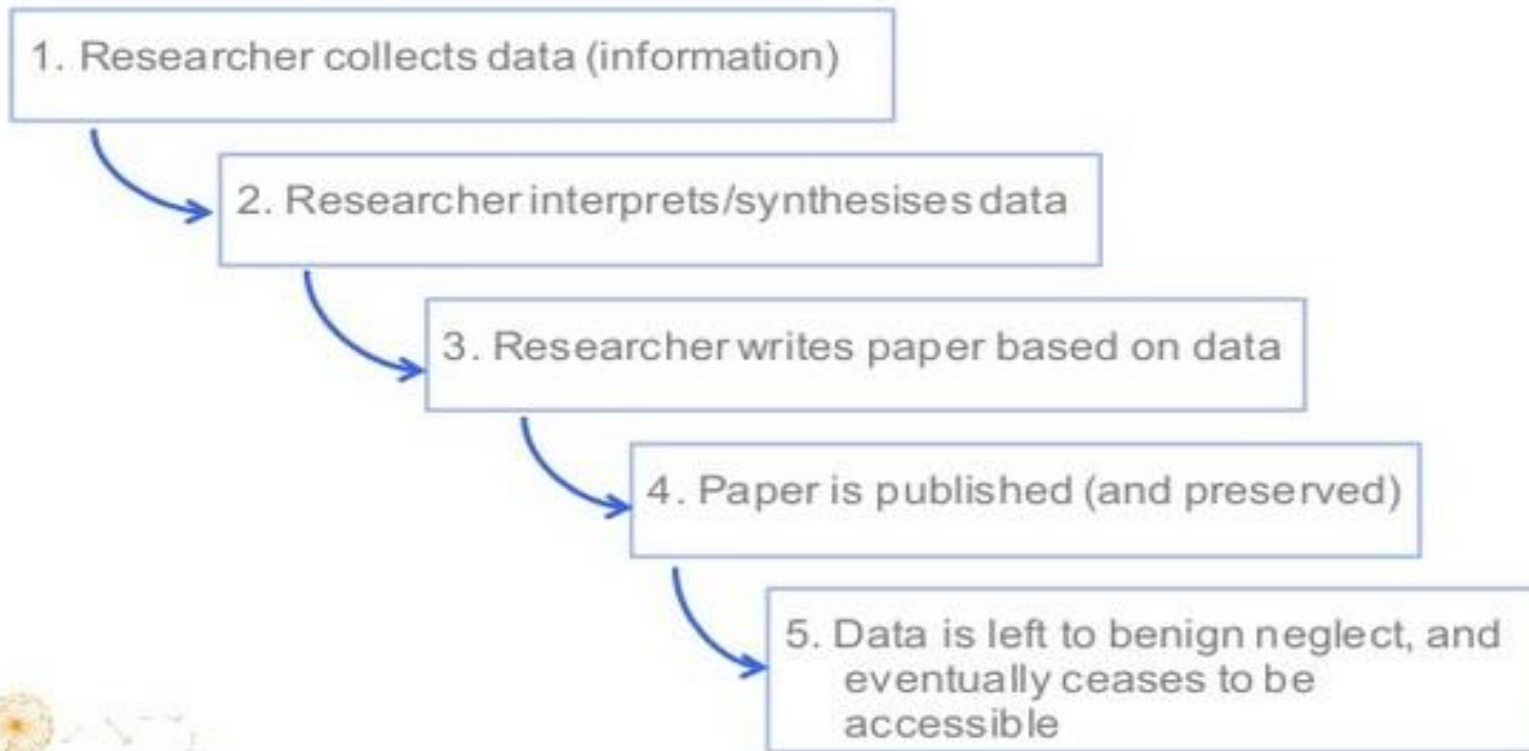 1. Researcher collects data (information)
2. Researcher interprets/synthesises data
3. Researcher writes paper based on data
4. Paper is published (and preserved)
5. Data is left to benign neglect, and
eventually ceases to be
accessible